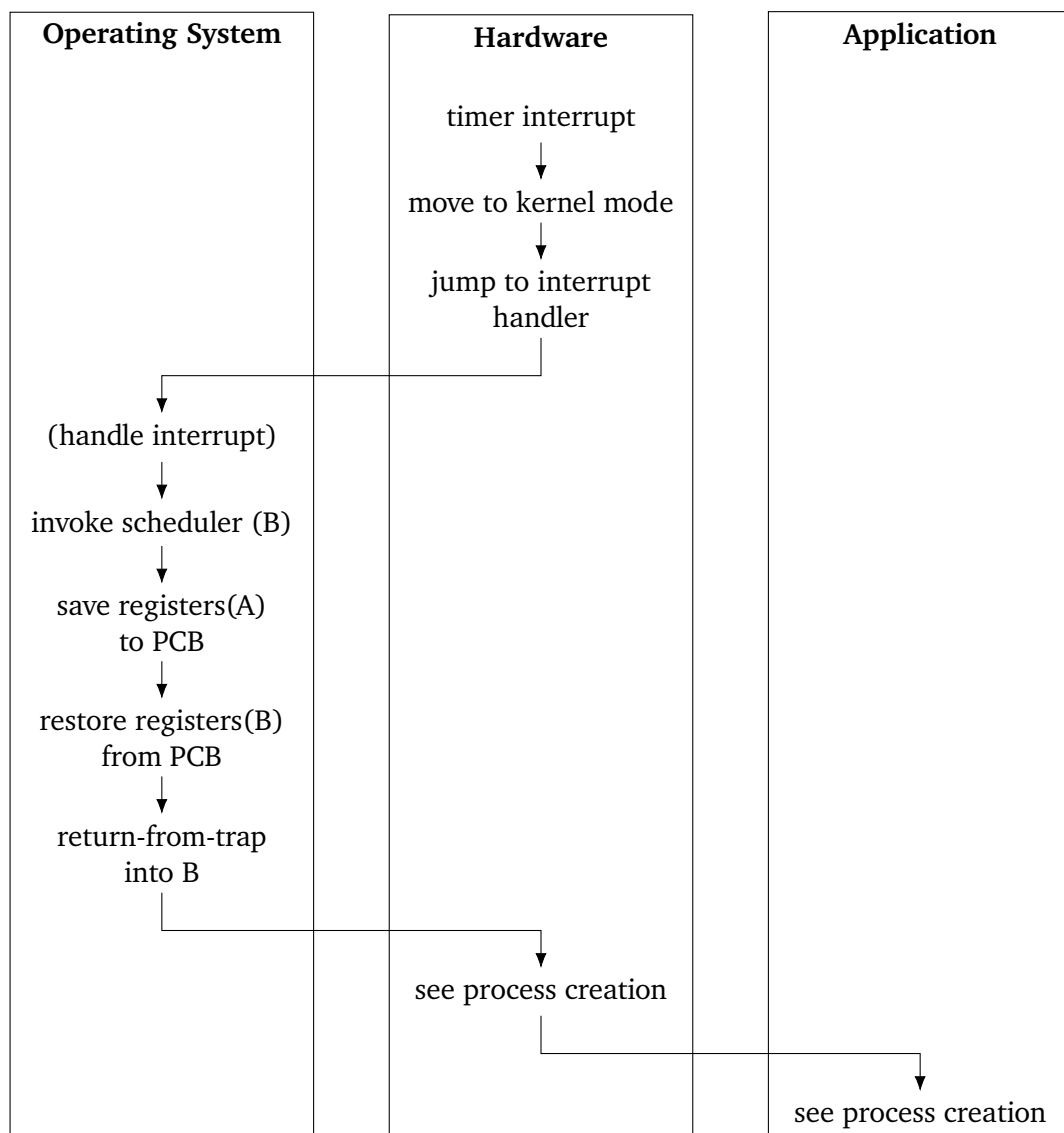 Operating System
Hardware
Application
timer interrupt
move to kernel mode
jump to interrupt
handler
(handle interrupt)
invoke scheduler (B)
save registers(A)
to PCB
restore registers(B)
from PCB
return-from-trap
into B
see process creation
see process creation